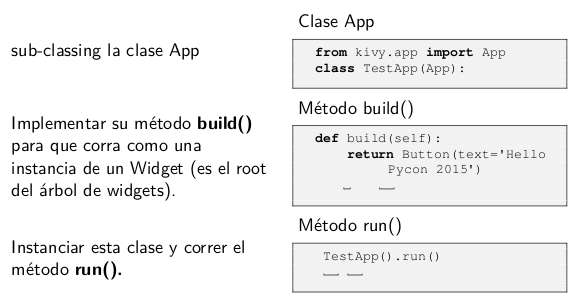 Clase App
sub-classing la clase App
from kivy.app import App
class TestApp(App):
Método build()
Implementar su método build()
para que corra como una
instancia de un Widget (es el root
del árbol de widgets).
def build(self):
return Button(text='Hello
Pycon 2015')
Método run()
Instanciar esta clase y correr el
método run().
TestApp().run()